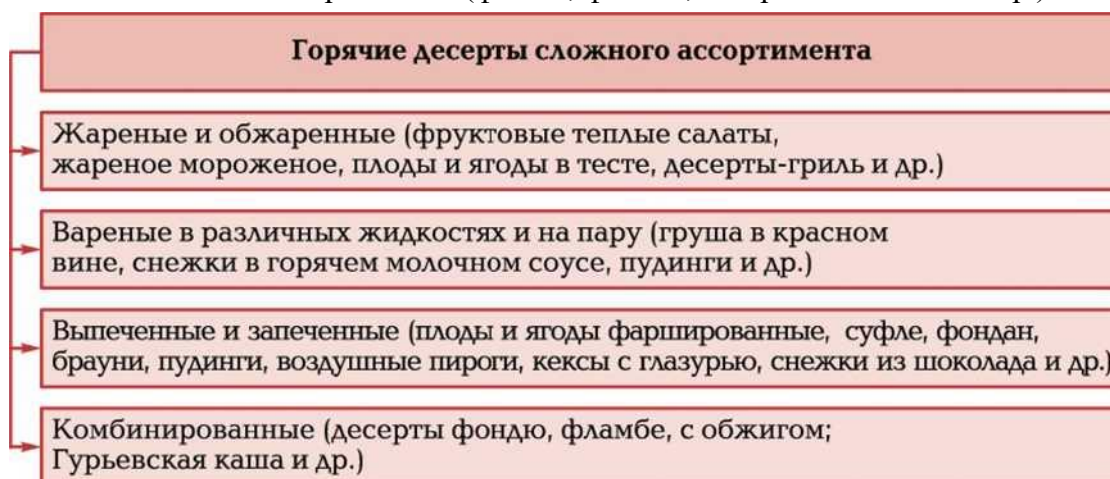 Горячие десерты сложного ассортимента
Жареные и обжаренные (фруктовые теплые салаты,
жареное мороженое, плоды и ягоды в тесте, десерты-гриль и др.)
Вареные в различных жидкостях и на пару (груша в красном
вине, снежки в горячем молочном соусе, пудинги и др.)
Выпеченные и запеченные (плоды и ягоды фаршированные, суфле, фондан,
брауни, пудинги, воздушные пироги, кексы с глазурью, снежки из шоколада и др.)
Комбинированные (десерты фондю, фламбе, с обжигом;
Гурьевская каша и др.)